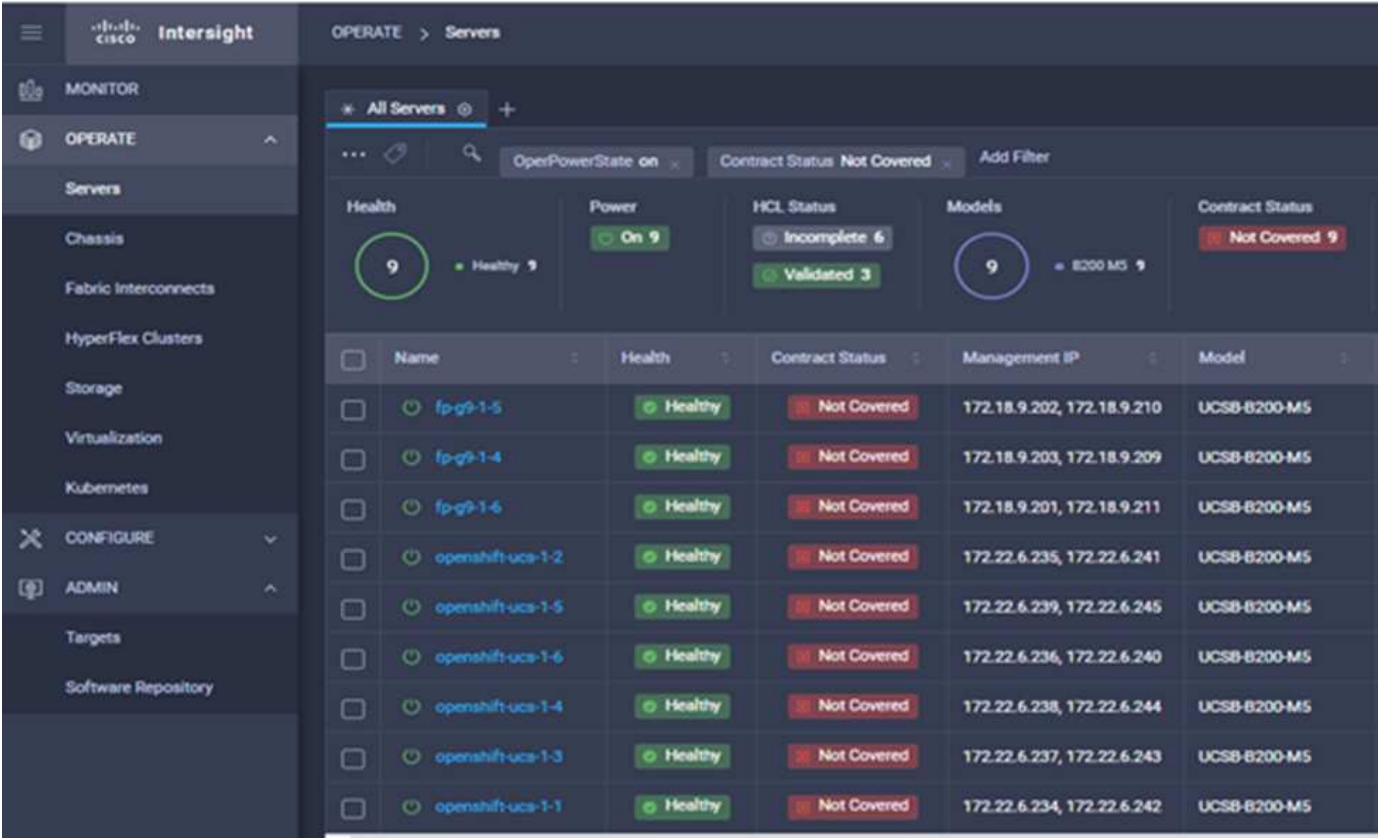 CISCO Intersight
OPERATE > Servers
MONITOR
OPERATE
Servers
Chassis
Fabric Interconnects
HyperFlex Clusters
Storage
Virtualization
Kubernetes
CONFIGURE
ADMIN
Targets
Software Repository
All Servers
OperPowerState on × Contract Status Not Covered × Add Filter
Health Power HCL Status Models Contract Status
9 Healthy 9 On 9 Incomplete 6 9 B200 M5 9 Not Covered 9
Validated 3
Name Health Contract Status Management IP Model
fp-g9-1-5 Healthy Not Covered 172.18.9.202, 172.18.9.210 UCSB-B200-M5
fp-g9-1-4 Healthy Not Covered 172.18.9.203, 172.18.9.209 UCSB-B200-M5
fp-g9-1-6 Healthy Not Covered 172.18.9.201, 172.18.9.211 UCSB-B200-M5
openshift-ucs-1-2 Healthy Not Covered 172.22.6.235, 172.22.6.241 UCSB-B200-M5
openshift-ucs-1-5 Healthy Not Covered 172.22.6.239, 172.22.6.245 UCSB-B200-M5
openshift-ucs-1-6 Healthy Not Covered 172.22.6.236, 172.22.6.240 UCSB-B200-M5
openshift-ucs-1-4 Healthy Not Covered 172.22.6.238, 172.22.6.244 UCSB-B200-M5
openshift-ucs-1-3 Healthy Not Covered 172.22.6.237, 172.22.6.243 UCSB-B200-M5
openshift-ucs-1-1 Healthy Not Covered 172.22.6.234, 172.22.6.242 UCSB-B200-M5